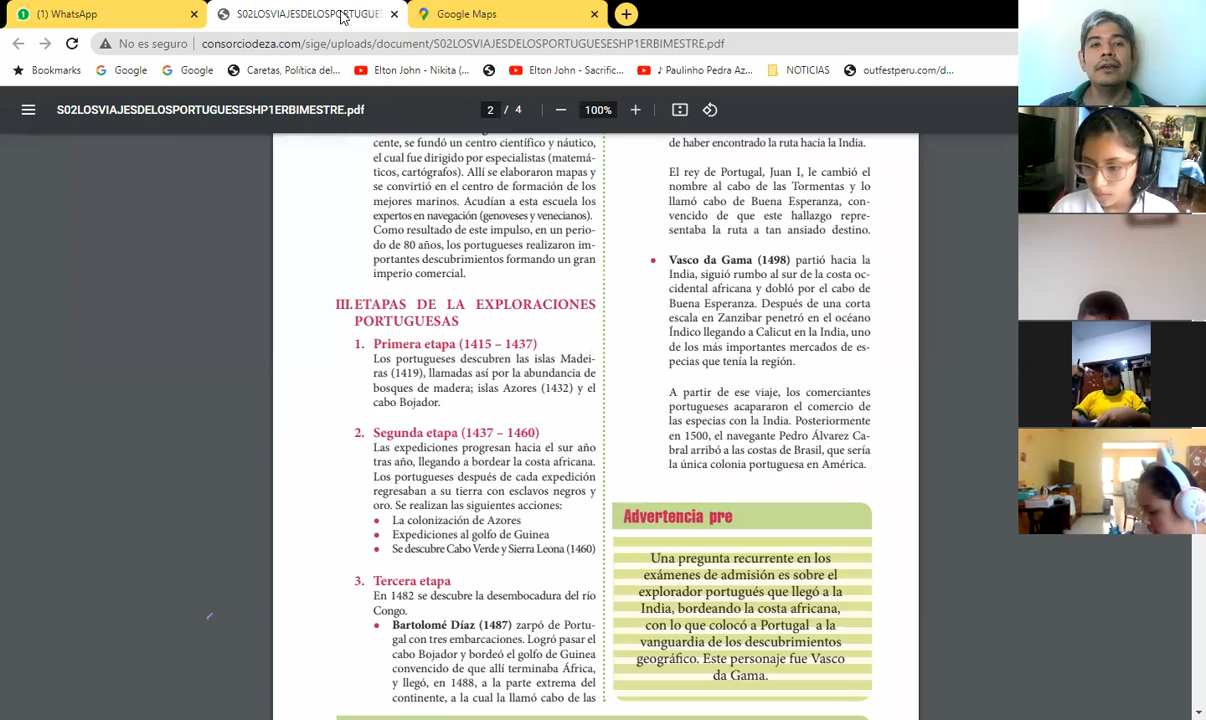 (1) WhatsApp
S02LOSVIAJESDELOSPORTUGUES
Google Maps
No es seguro
consorciodeza.com/sige/uploads/document/S02LOSVIAJESDELOSPORTUGUESESHP1ERBIMESTRE.pdf
Bookmarks
Google
Google
Caretas, Política del...
Elton John - Nikita (...
Elton John - Sacrific...
♪ Paulinho Pedra Az...
NOTICIAS
outfestperu.com/d...
S02LOSVIAJESDELOSPORTUGUESESHP1ERBIMESTRE.pdf
2 / 4
100%
cente, se fundó un centro científico y náutico,
el cual fue dirigido por especialistas (matemá-
ticos, cartógrafos). Allí se elaboraron mapas y
se convirtió en el centro de formación de los
mejores marinos. Acudían a esta escuela los
expertos en navegación (genoveses y venecianos).
Como resultado de este impulso, en un perio-
do de 80 años, los portugueses realizaron im-
portantes descubrimientos formando un gran
imperio comercial.
III. ETAPAS DE LA EXPLORACIONES
PORTUGUESAS
1. Primera etapa (1415 – 1437)
Los portugueses descubren las islas Madei-
ras (1419), llamadas así por la abundancia de
bosques de madera; islas Azores (1432) y el
cabo Bojador.
2. Segunda etapa (1437 – 1460)
Las expediciones progresan hacia el sur año
tras año, llegando a bordear la costa africana.
Los portugueses después de cada expedición
regresaban a su tierra con esclavos negros y
oro. Se realizan las siguientes acciones:
• La colonización de Azores
• Expediciones al golfo de Guinea
• Se descubre Cabo Verde y Sierra Leona (1460)
3. Tercera etapa
En 1482 se descubre la desembocadura del río
Congo.
• Bartolomé Díaz (1487) zarpó de Portu-
gal con tres embarcaciones. Logró pasar el
cabo Bojador y bordeó el golfo de Guinea
convencido de que allí terminaba África,
y llegó, en 1488, a la parte extrema del
continente, a la cual la llamó cabo de las
de haber encontrado la ruta hacia la India.
El rey de Portugal, Juan I, le cambió el
nombre al cabo de las Tormentas y lo
llamó cabo de Buena Esperanza, con-
vencido de que este hallazgo repre-
sentaba la ruta a tan ansiado destino.
• Vasco da Gama (1498) partió hacia la
India, siguió rumbo al sur de la costa oc-
cidental africana y dobló por el cabo de
Buena Esperanza. Después de una corta
escala en Zanzibar penetró en el océano
Índico llegando a Calicut en la India, uno
de los más importantes mercados de es-
pecias que tenía la región.
A partir de ese viaje, los comerciantes
portugueses acapararon el comercio de
las especias con la India. Posteriormente
en 1500, el navegante Pedro Álvarez Ca-
bral arribó a las costas de Brasil, que sería
la única colonia portuguesa en América.
Advertencia pre
Una pregunta recurrente en los
exámenes de admisión es sobre el
explorador portugués que llegó a la
India, bordeando la costa africana,
con lo que colocó a Portugal a la
vanguardia de los descubrimientos
geográfico. Este personaje fue Vasco
da Gama.